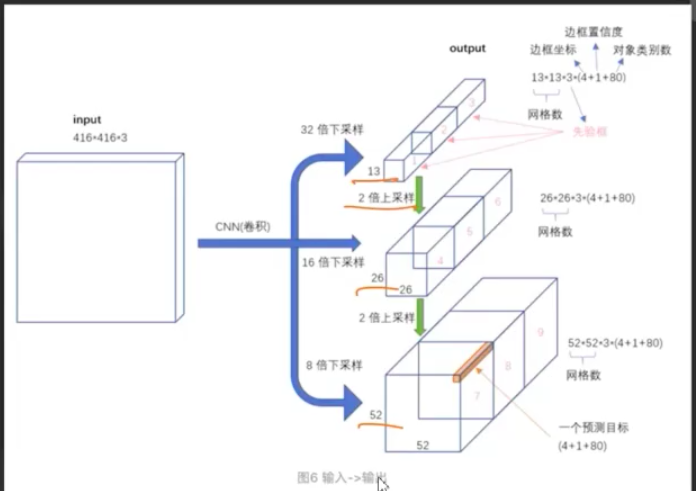 output
边框置信度
边框坐标
对象类别数
13*13*3*(4+1+80)
网格数
先验框
input
416*416*3
32 倍下采样
3
2
1
13
2 倍上采样
CNN(卷积)
16 倍下采样
6
5
4
26
26
26*26*3*(4+1+80)
网格数
2 倍上采样
8 倍下采样
9
8
7
52
52
52*52*3*(4+1+80)
网格数
一个预测目标
(4+1+80)
图6 输入->输出